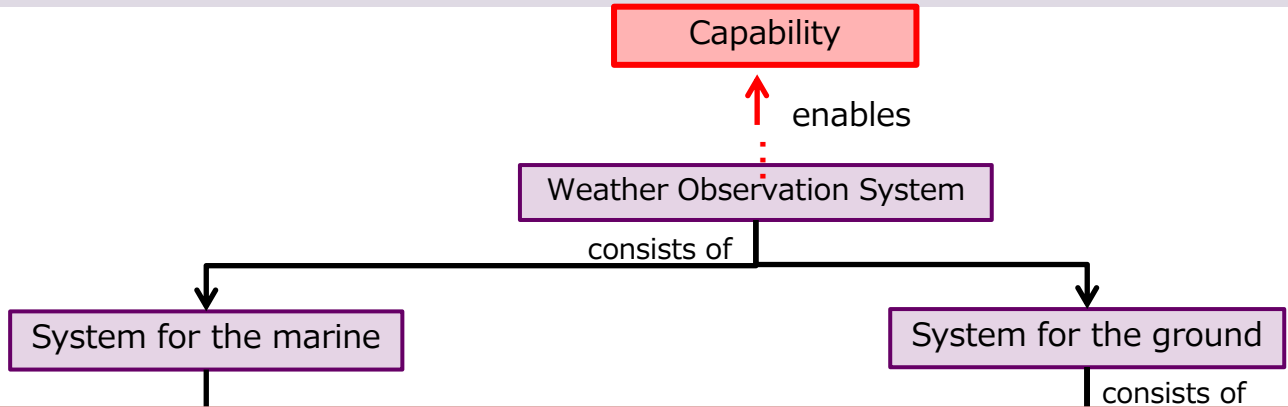 Capability
enables
Weather Observation System
consists of
System for the marine
System for the ground
consists of